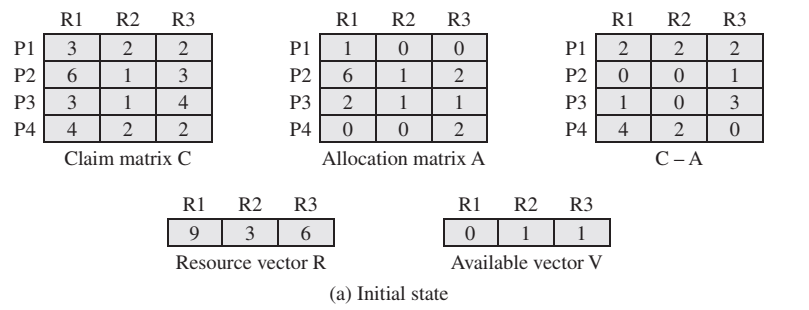 R1 R2 R3 R1 R2 R3 R1 R2 R3
P1 3 2 2 P1 1 0 0 P1 2 2 2
P2 6 1 3 P2 6 1 2 P2 0 0 1
P3 3 1 4 P3 2 1 1 P3 1 0 3
P4 4 2 2 P4 0 0 2 P4 4 2 0
Claim matrix C Allocation matrix A C – A
R1 R2 R3 R1 R2 R3
9 3 6 0 1 1
Resource vector R Available vector V
(a) Initial state